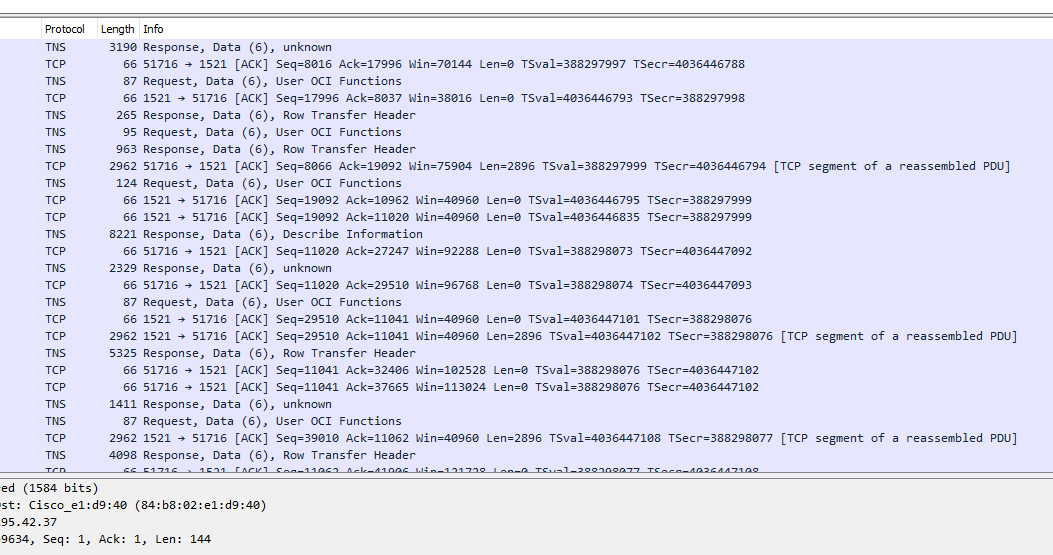 Protocol Length Info
TNS 3190 Response, Data (6), unknown
TCP 66 51716 → 1521 [ACK] Seq=8016 Ack=17996 Win=70144 Len=0 TSval=388297997 TSecr=4036446788
TNS 87 Request, Data (6), User OCI Functions
TCP 66 1521 → 51716 [ACK] Seq=17996 Ack=8037 Win=38016 Len=0 TSval=4036446793 TSecr=388297998
TNS 265 Response, Data (6), Row Transfer Header
TNS 95 Request, Data (6), User OCI Functions
TNS 963 Response, Data (6), Row Transfer Header
TCP 2962 51716 → 1521 [ACK] Seq=8066 Ack=19092 Win=75904 Len=2896 TSval=388297999 TSecr=4036446794 [TCP segment of a reassembled PDU]
TNS 124 Request, Data (6), User OCI Functions
TCP 66 1521 → 51716 [ACK] Seq=19092 Ack=10962 Win=40960 Len=0 TSval=4036446795 TSecr=388297999
TCP 66 1521 → 51716 [ACK] Seq=19092 Ack=11020 Win=40960 Len=0 TSval=4036446835 TSecr=388297999
TNS 8221 Response, Data (6), Describe Information
TCP 66 51716 → 1521 [ACK] Seq=11020 Ack=27247 Win=92288 Len=0 TSval=388298073 TSecr=4036447092
TNS 2329 Response, Data (6), unknown
TCP 66 51716 → 1521 [ACK] Seq=11020 Ack=29510 Win=96768 Len=0 TSval=388298074 TSecr=4036447093
TNS 87 Request, Data (6), User OCI Functions
TCP 66 1521 → 51716 [ACK] Seq=29510 Ack=11041 Win=40960 Len=0 TSval=4036447101 TSecr=388298076
TCP 2962 1521 → 51716 [ACK] Seq=29510 Ack=11041 Win=40960 Len=2896 TSval=4036447102 TSecr=388298076 [TCP segment of a reassembled PDU]
TNS 5325 Response, Data (6), Row Transfer Header
TCP 66 51716 → 1521 [ACK] Seq=11041 Ack=32406 Win=102528 Len=0 TSval=388298076 TSecr=4036447102
TCP 66 51716 → 1521 [ACK] Seq=11041 Ack=37665 Win=113024 Len=0 TSval=388298076 TSecr=4036447102
TNS 1411 Response, Data (6), unknown
TNS 87 Request, Data (6), User OCI Functions
TCP 2962 1521 → 51716 [ACK] Seq=39010 Ack=11062 Win=40960 Len=2896 TSval=4036447108 TSecr=388298077 [TCP segment of a reassembled PDU]
TNS 4098 Response, Data (6), Row Transfer Header
TCP 66 51716 → 1521 [ACK] Seq=11062 Ack=41906 Win=121728 Len=0 TSval=388298077 TSecr=4036447108
ed (1584 bits)
st: Cisco_e1:d9:40 (84:b8:02:e1:d9:40)
95.42.37
9634, Seq: 1, Ack: 1, Len: 144